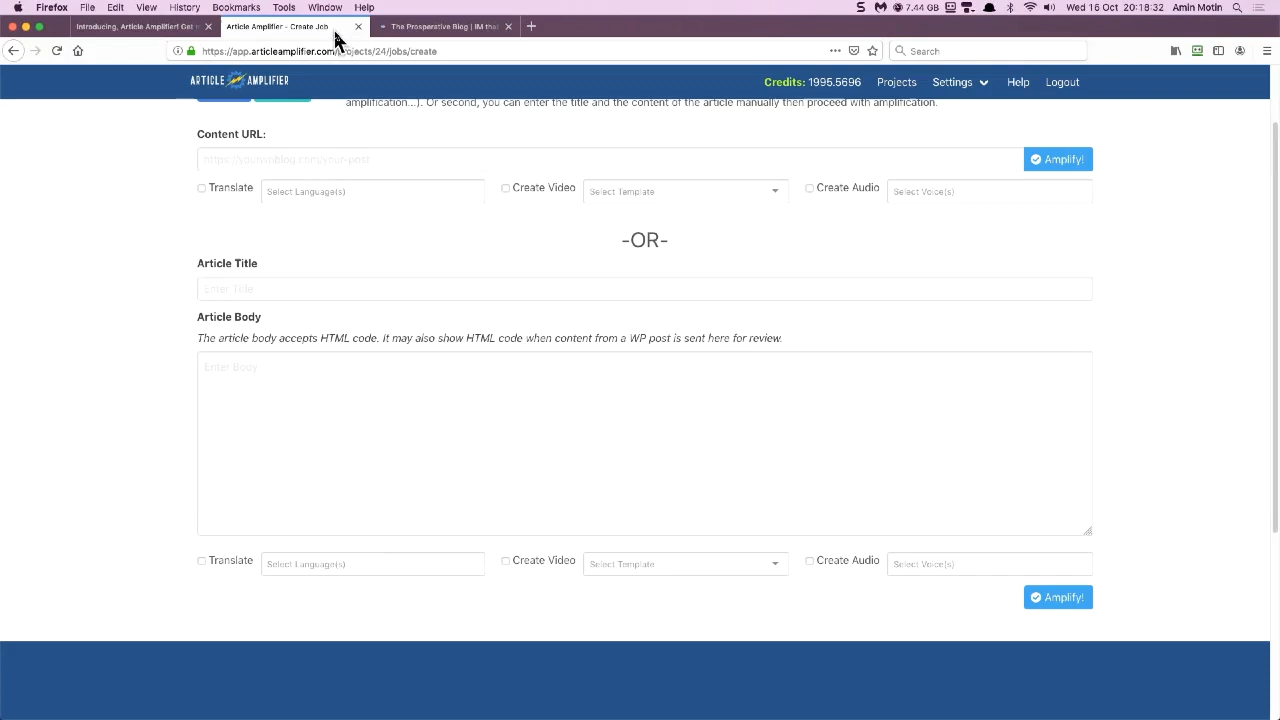 Firefox File Edit View History Bookmarks Tools Window Help 7.44 GB Wed 16 Oct 20:18:32 Amin Motin
Introducing, Article Amplifier! Get Article Amplifier - Create Job The Prosperative Blog | IM tha
https://app.articleamplifier.com/projects/24/jobs/create Search
ARTICLE AMPLIFIER Credits: 1995.5696 Projects Settings Help Logout
amplification...). Or second, you can enter the title and the content of the article manually then proceed with amplification.
Content URL:
https://yourwpblog.com/your-post Amplify!
Translate Select Language(s) Create Video Select Template Create Audio Select Voice(s)
-OR-
Article Title
Enter Title
Article Body
The article body accepts HTML code. It may also show HTML code when content from a WP post is sent here for review.
Enter Body
Translate Select Language(s) Create Video Select Template Create Audio Select Voice(s)
Amplify!